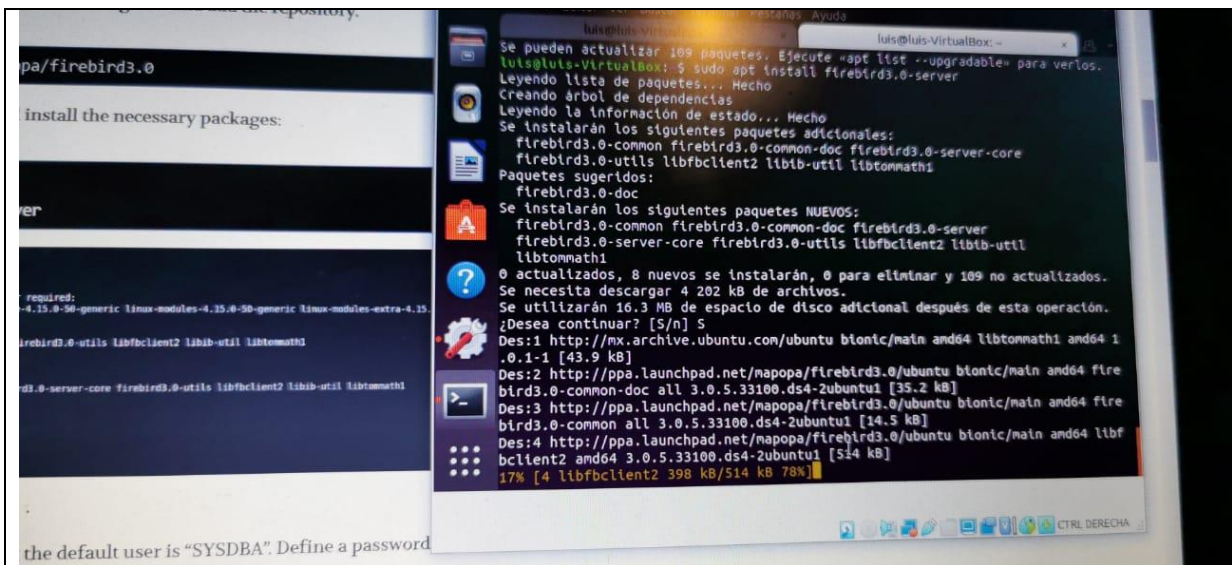 the repository.
pa/firebird3.0
install the necessary packages:
er
required:
-4.15.0-50-generic linux-modules-4.15.0-50-generic linux-modules-extra-4.15.
irebird3.0-utils libfbclient2 libib-util libtommath1
rd3.0-server-core firebird3.0-utils libfbclient2 libib-util libtommath1
the default user is “SYSDBA”. Define a password
Pestañas Ayuda
luis@luis-VirtualBox: ~
Se pueden actualizar 109 paquetes. Ejecute «apt list --upgradable» para verlos.
luis@luis-VirtualBox:~$ sudo apt install firebird3.0-server
Leyendo lista de paquetes... Hecho
Creando árbol de dependencias
Leyendo la información de estado... Hecho
Se instalarán los siguientes paquetes adicionales:
firebird3.0-common firebird3.0-common-doc firebird3.0-server-core
firebird3.0-utils libfbclient2 libib-util libtommath1
Paquetes sugeridos:
firebird3.0-doc
Se instalarán los siguientes paquetes NUEVOS:
firebird3.0-common firebird3.0-common-doc firebird3.0-server
firebird3.0-server-core firebird3.0-utils libfbclient2 libib-util
libtommath1
0 actualizados, 8 nuevos se instalarán, 0 para eliminar y 109 no actualizados.
Se necesita descargar 4 202 kB de archivos.
Se utilizarán 16.3 MB de espacio de disco adicional después de esta operación.
¿Desea continuar? [S/n] S
Des:1 http://mx.archive.ubuntu.com/ubuntu bionic/main amd64 libtommath1 amd64 1
.0.1-1 [43.9 kB]
Des:2 http://ppa.launchpad.net/mapopa/firebird3.0/ubuntu bionic/main amd64 fire
bird3.0-common-doc all 3.0.5.33100.ds4-2ubuntu1 [35.2 kB]
Des:3 http://ppa.launchpad.net/mapopa/firebird3.0/ubuntu bionic/main amd64 fire
bird3.0-common all 3.0.5.33100.ds4-2ubuntu1 [14.5 kB]
Des:4 http://ppa.launchpad.net/mapopa/firebird3.0/ubuntu bionic/main amd64 libf
bclient2 amd64 3.0.5.33100.ds4-2ubuntu1 [514 kB]
17% [4 libfbclient2 398 kB/514 kB 78%]
CTRL DERECHA